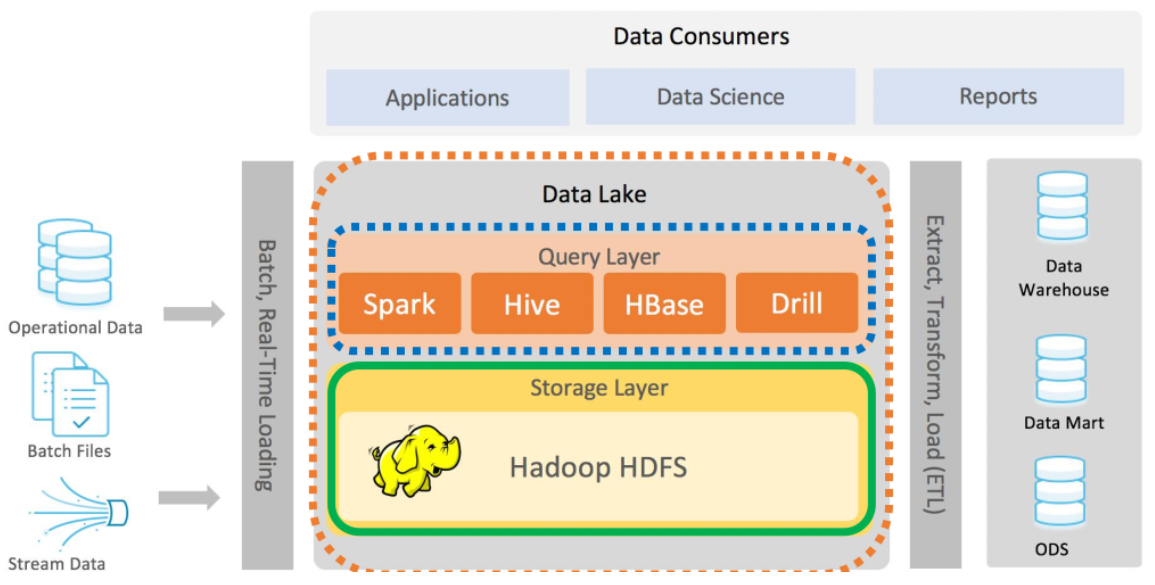 Data Consumers
Applications
Data Science
Reports
Operational Data
Batch Files
Stream Data
Batch, Real-Time Loading
Data Lake
Query Layer
Spark
Hive
HBase
Drill
Storage Layer
Hadoop HDFS
Extract, Transform, Load (ETL)
Data
Warehouse
Data Mart
ODS